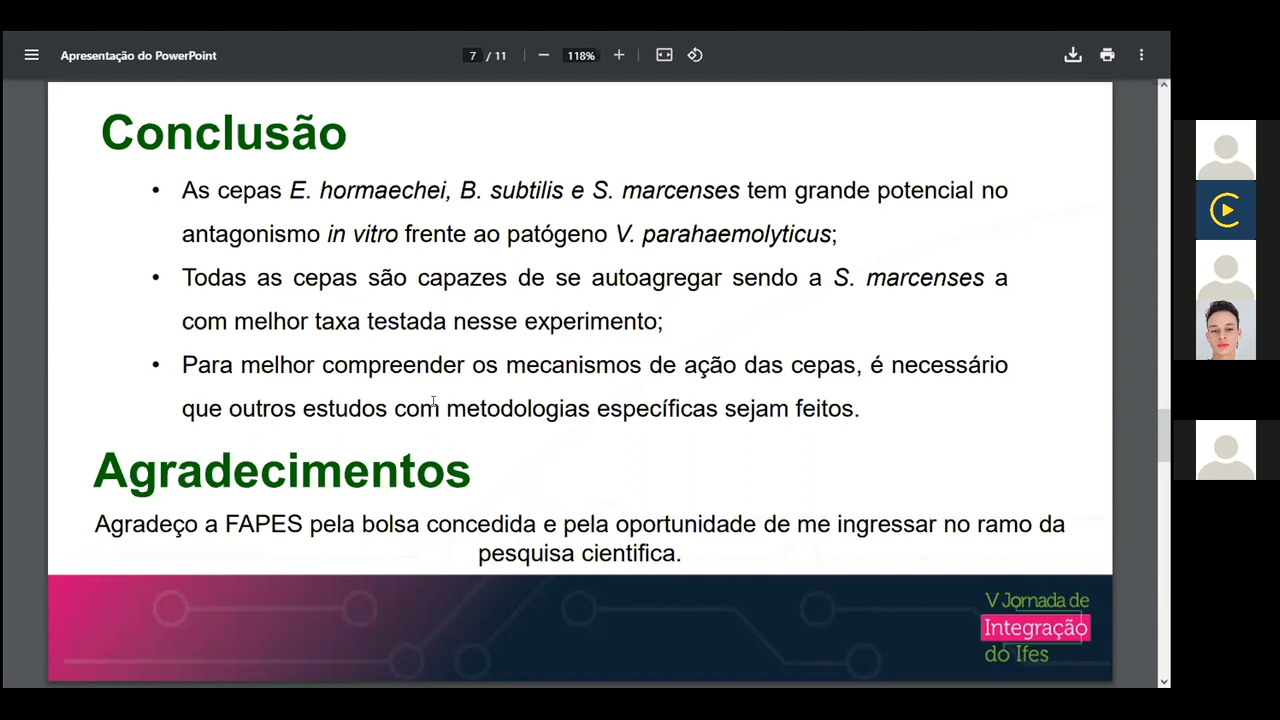 Apresentação do PowerPoint
7 / 11
118%
Conclusão
• As cepas E. hormaechei, B. subtilis e S. marcenses tem grande potencial no
antagonismo in vitro frente ao patógeno V. parahaemolyticus;
• Todas as cepas são capazes de se autoagregar sendo a S. marcenses a
com melhor taxa testada nesse experimento;
• Para melhor compreender os mecanismos de ação das cepas, é necessário
que outros estudos com metodologias específicas sejam feitos.
Agradecimentos
Agradeço a FAPES pela bolsa concedida e pela oportunidade de me ingressar no ramo da
pesquisa cientifica.
V Jornada de
Integração
do Ifes